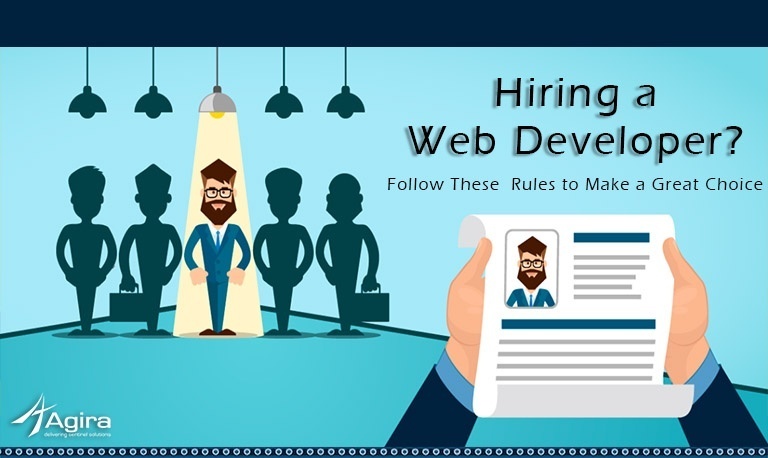 Hiring a
Web Developer?
Follow These Rules to Make a Great Choice
Agira
delivering sentinel solutions